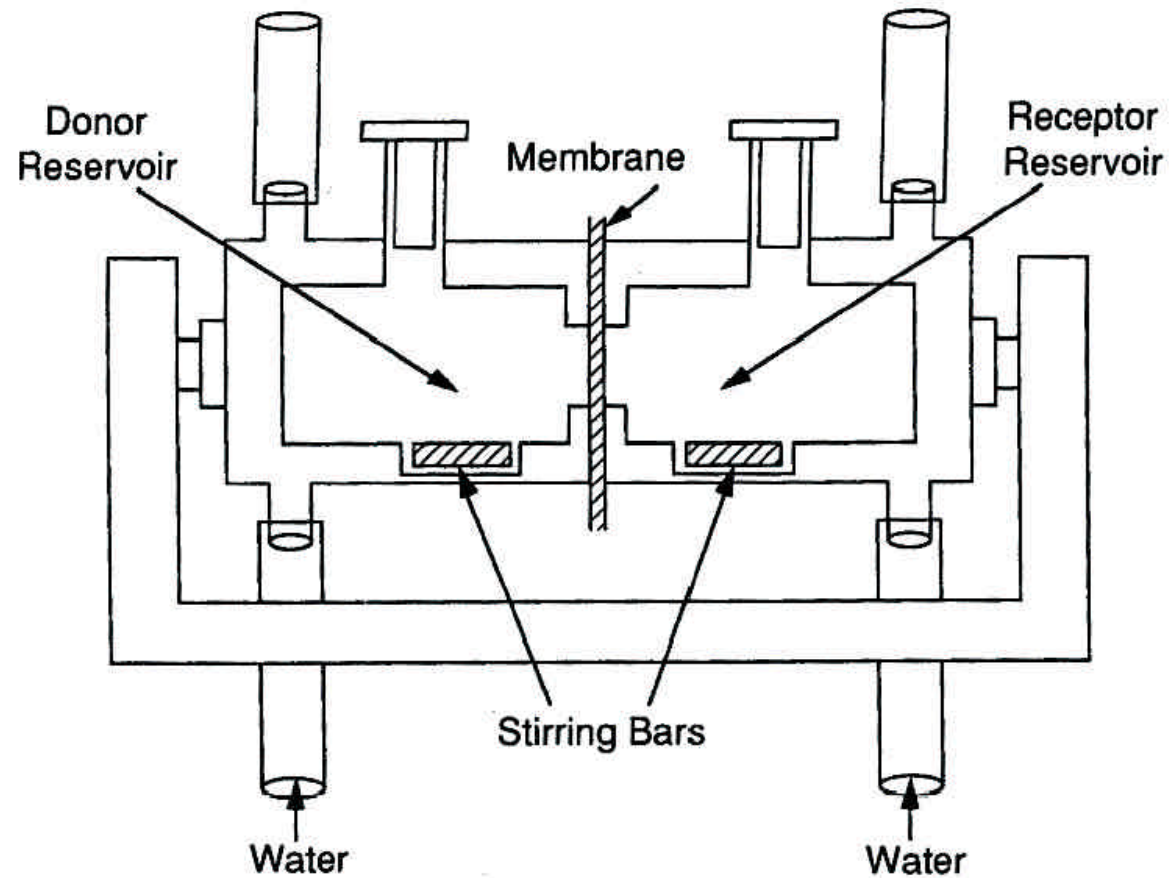 Donor
Reservoir
Membrane
Receptor
Reservoir
Stirring Bars
Water
Water